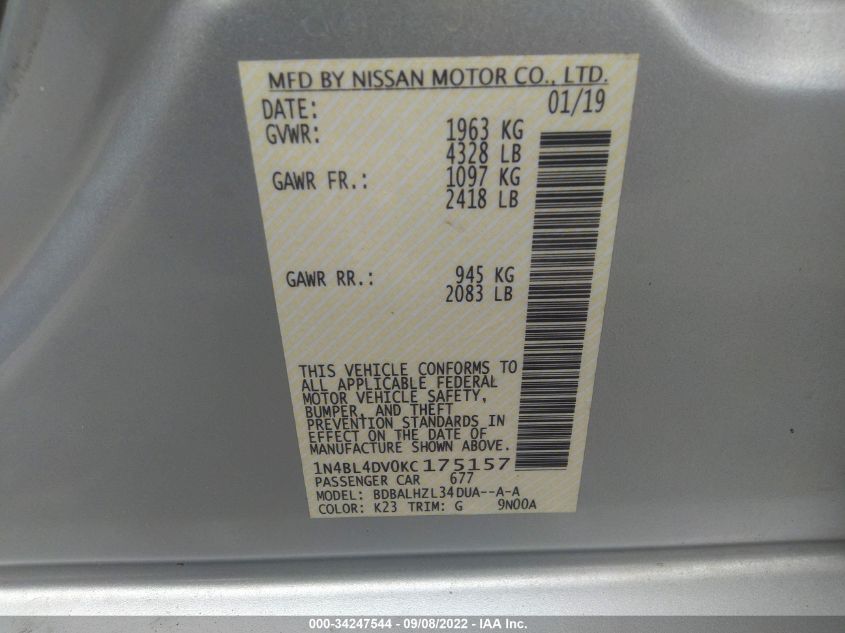 MFD BY NISSAN MOTOR CO., LTD.
DATE: 01/19
GVWR: 1963 KG
4328 LB
GAWR FR.: 1097 KG
2418 LB
GAWR RR.: 945 KG
2083 LB
THIS VEHICLE CONFORMS TO
ALL APPLICABLE FEDERAL
MOTOR VEHICLE SAFETY,
BUMPER, AND THEFT
PREVENTION STANDARDS IN
EFFECT ON THE DATE OF
MANUFACTURE SHOWN ABOVE.
1N4BL4DV0KC175157
PASSENGER CAR 677
MODEL: BDBALHZL34DUA--A-A
COLOR: K23 TRIM: G 9N00A
000-34247544 - 09/08/2022 - IAA Inc.